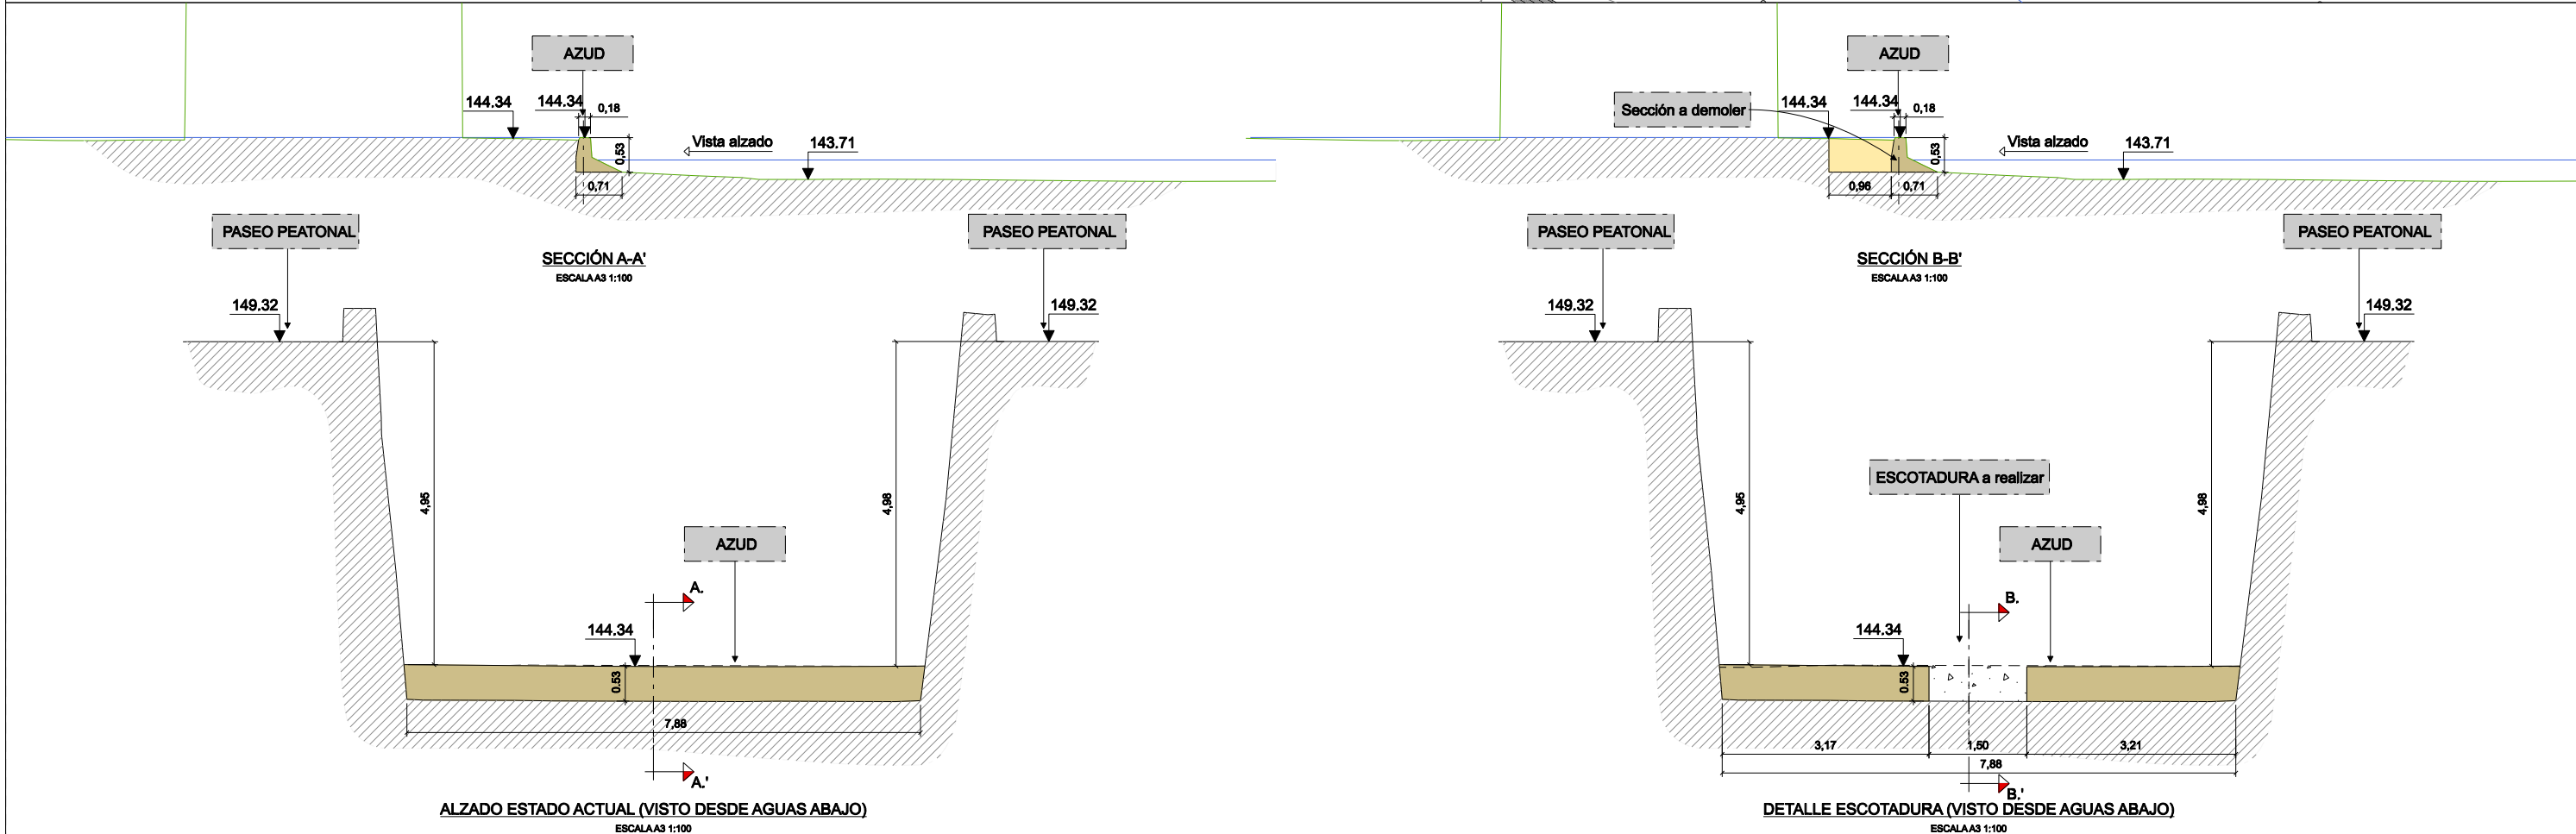 AZUD
144.34
144.34
0,18
Vista alzado
143.71
0,53
0,71
PASEO PEATONAL
PASEO PEATONAL
SECCIÓN A-A'
ESCALA A3 1:100
149.32
149.32
4,95
4,98
AZUD
A.
144.34
0.53
7,88
A.'
ALZADO ESTADO ACTUAL (VISTO DESDE AGUAS ABAJO)
ESCALA A3 1:100
AZUD
Sección a demoler
144.34
144.34
0,18
Vista alzado
143.71
0,53
0,96
0,71
PASEO PEATONAL
PASEO PEATONAL
SECCIÓN B-B'
ESCALA A3 1:100
149.32
149.32
4,95
4,98
ESCOTADURA a realizar
AZUD
B.
144.34
0.53
3,17
1,50
3,21
7,88
B.'
DETALLE ESCOTADURA (VISTO DESDE AGUAS ABAJO)
ESCALA A3 1:100